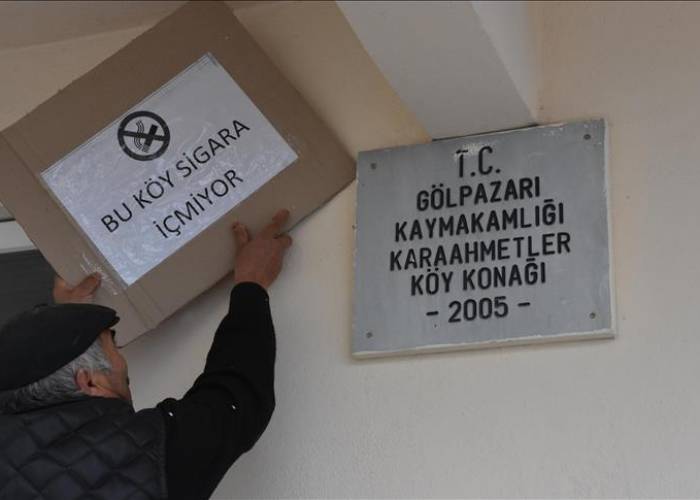 BU KÖY SİGARA
İÇMİYOR
T.C.
GÖLPAZARI
KAYMAKAMLIĞI
KARAAHMETLER
KÖY KONAĞI
- 2005 -